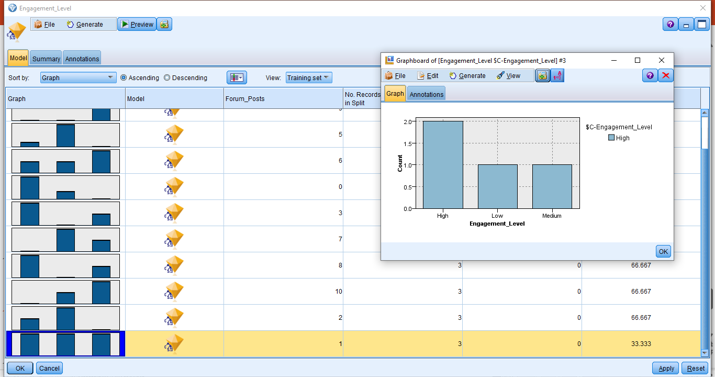 Engagement_Level
File Generate Preview
Model Summary Annotations
Sort by: Graph Ascending Descending View: Training set
Graph Model Forum_Posts No. Records in Split
5
6
0
3
7
8 3 0 66.667
10 3 0 66.667
2 3 0 66.667
1 3 0 33.333
OK Cancel Apply Reset
Graphboard of [Engagement_Level $C-Engagement_Level] #3
File Edit Generate View
Graph Annotations
2.0
1.5
1.0
0.5
0.0
Count
High Low Medium
Engagement_Level
$C-Engagement_Level
High
OK